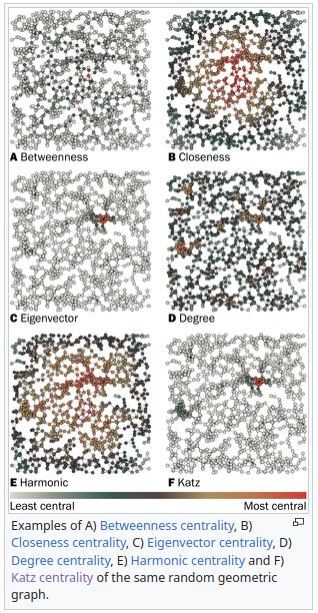 A Betweenness
B Closeness
C Eigenvector
D Degree
E Harmonic
F Katz
Least central
Most central
Examples of A) Betweenness centrality, B)
Closeness centrality, C) Eigenvector centrality, D)
Degree centrality, E) Harmonic centrality and F)
Katz centrality of the same random geometric
graph.